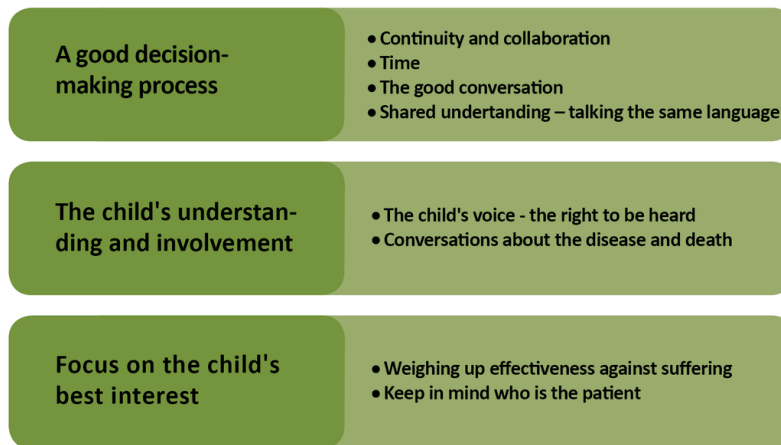 A good decision-
making process
• Continuity and collaboration
• Time
• The good conversation
• Shared undertanding – talking the same language
The child's understan-
ding and involvement
• The child's voice - the right to be heard
• Conversations about the disease and death
Focus on the child's
best interest
• Weighing up effectiveness against suffering
• Keep in mind who is the patient